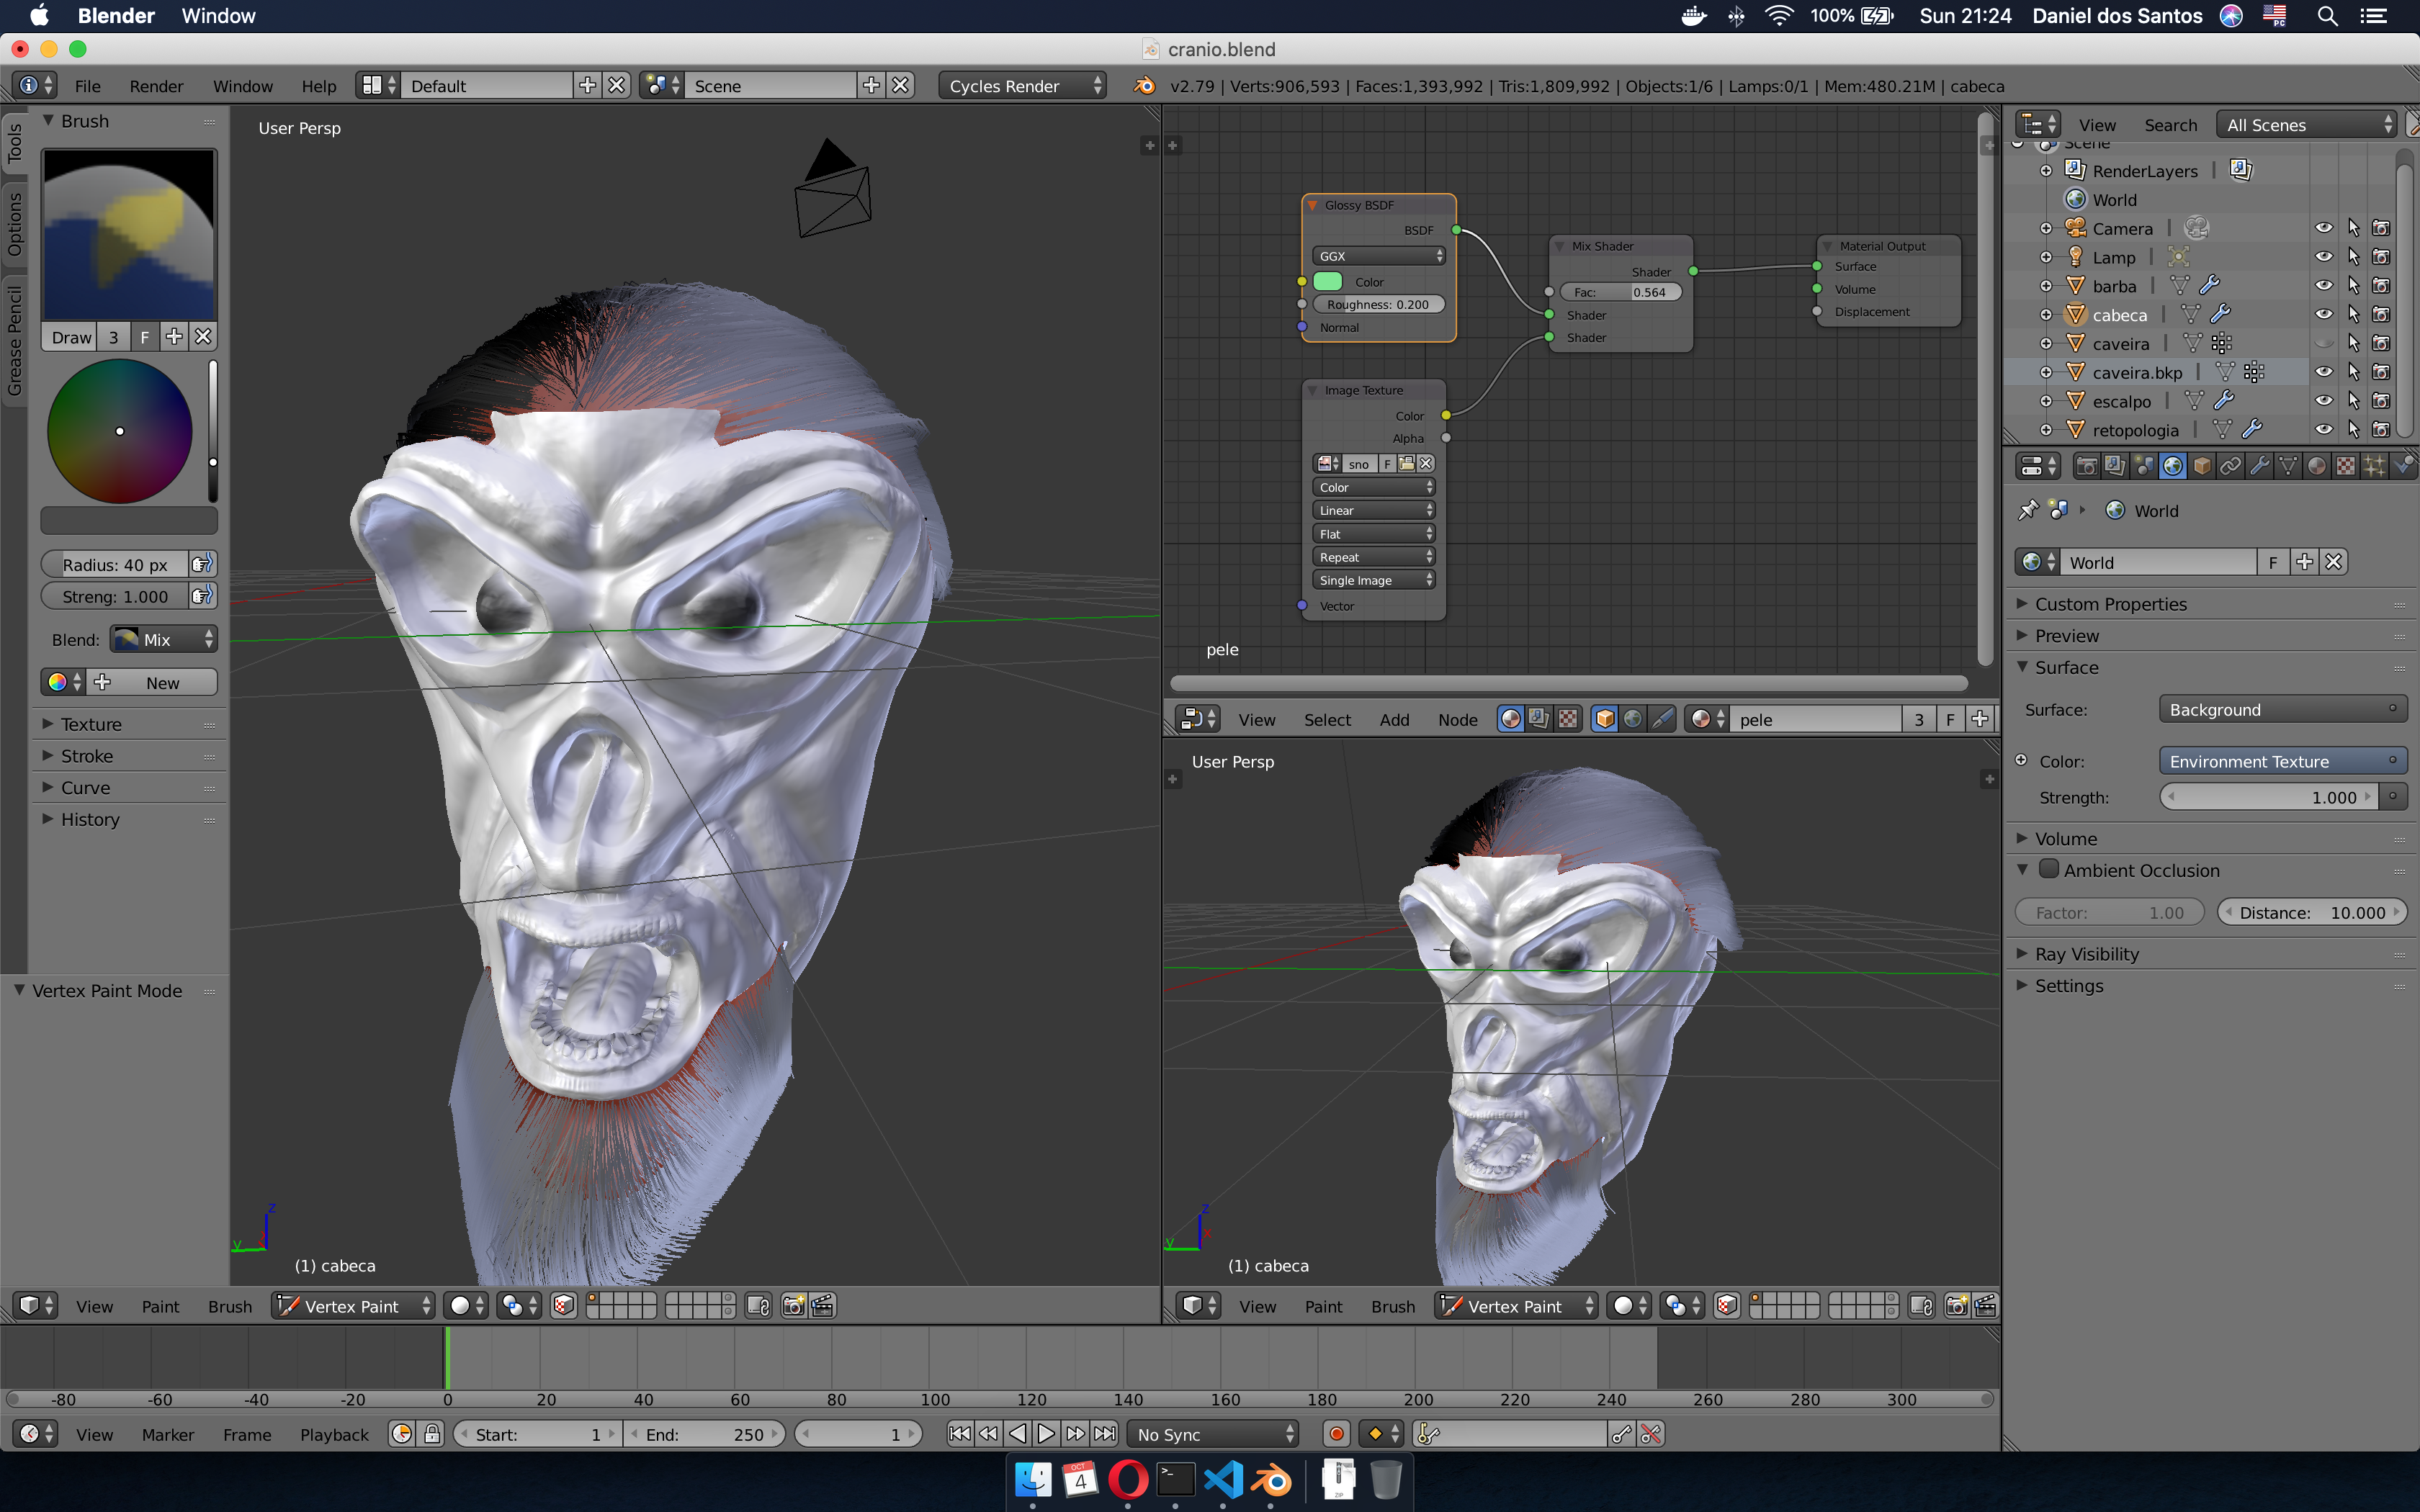 Blender Window 100% Sun 21:24 Daniel dos Santos
PC
cranio.blend
File Render Window Help Default Scene Cycles Render v2.79 | Verts:906,593 | Faces:1,393,992 | Tris:1,809,992 | Objects:1/6 | Lamps:0/1 | Mem:480.21M | cabeca
Tools
Options
Grease Pencil
Brush
Draw 3 F
Radius: 40 px
Streng: 1.000
Blend: Mix
New
Texture
Stroke
Curve
History
Vertex Paint Mode
User Persp
(1) cabeca
z
y
View Paint Brush Vertex Paint
Glossy BSDF
BSDF
GGX
Color
Roughness: 0.200
Normal
Mix Shader
Shader
Fac: 0.564
Shader
Shader
Material Output
Surface
Volume
Displacement
Image Texture
Color
Alpha
sno F
Color
Linear
Flat
Repeat
Single Image
Vector
pele
View Select Add Node pele 3 F
User Persp
z
x
y
(1) cabeca
View Paint Brush Vertex Paint
View Search All Scenes
Scene
RenderLayers |
World
Camera |
Lamp |
barba |
cabeca |
caveira |
caveira.bkp |
escalpo |
retopologia |
World
World F
Custom Properties
Preview
Surface
Surface: Background
Color: Environment Texture
Strength: 1.000
Volume
Ambient Occlusion
Factor: 1.00 Distance: 10.000
Ray Visibility
Settings
-80 -60 -40 -20 0 20 40 60 80 100 120 140 160 180 200 220 240 260 280 300
View Marker Frame Playback Start: 1 End: 250 1 No Sync
OCT
4
ZIP